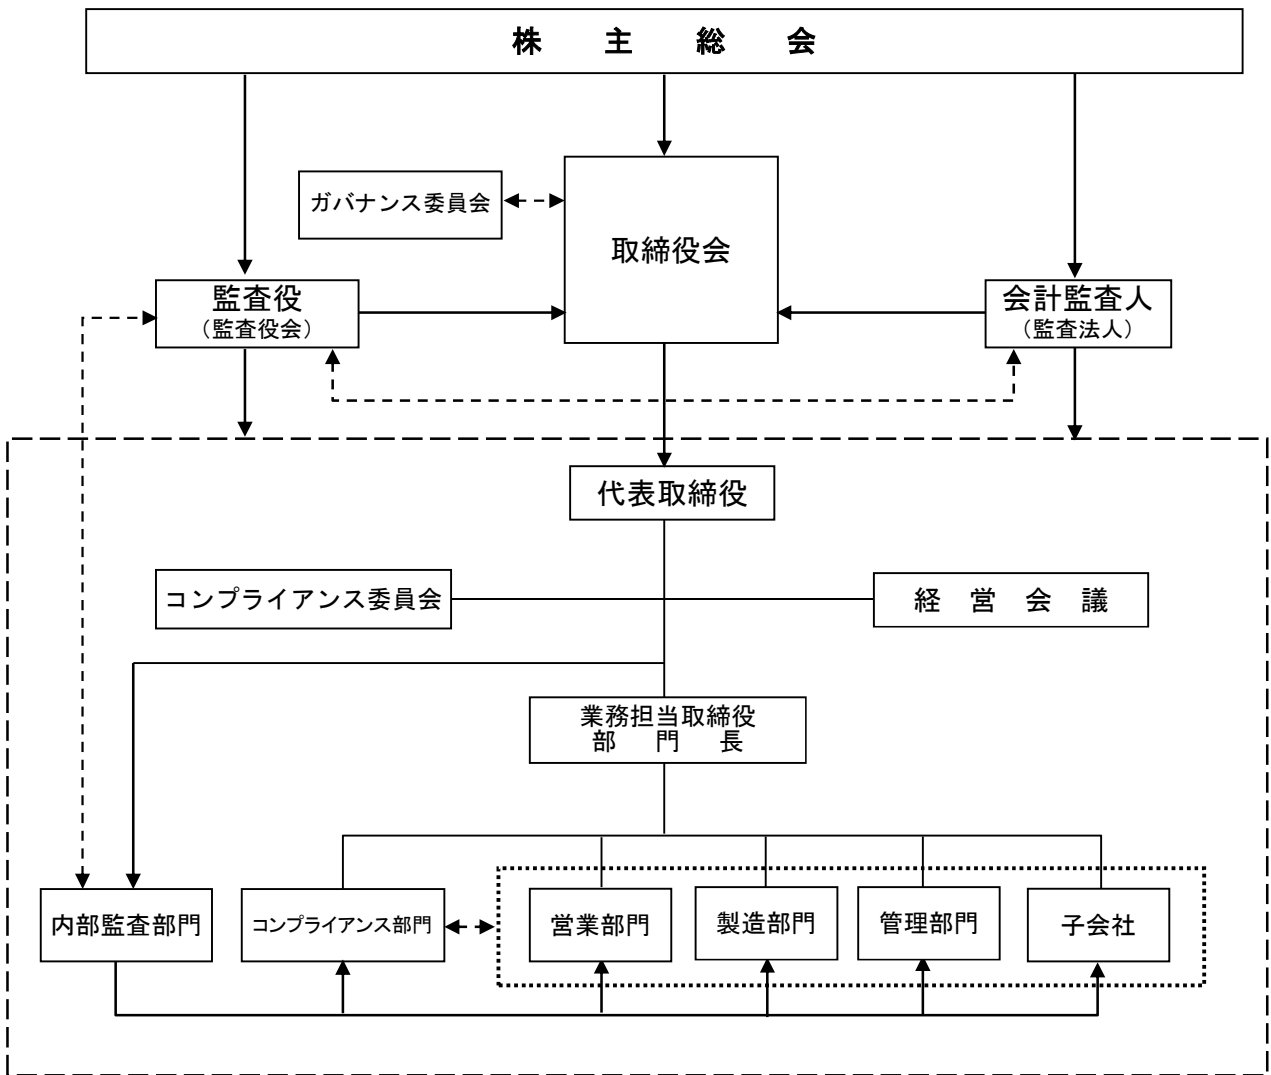 株 主 総 会
ガバナンス委員会
取締役会
監査役
（監査役会）
会計監査人
（監査法人）
代表取締役
コンプライアンス委員会
経 営 会 議
業務担当取締役
部 門 長
内部監査部門
コンプライアンス部門
営業部門
製造部門
管理部門
子会社